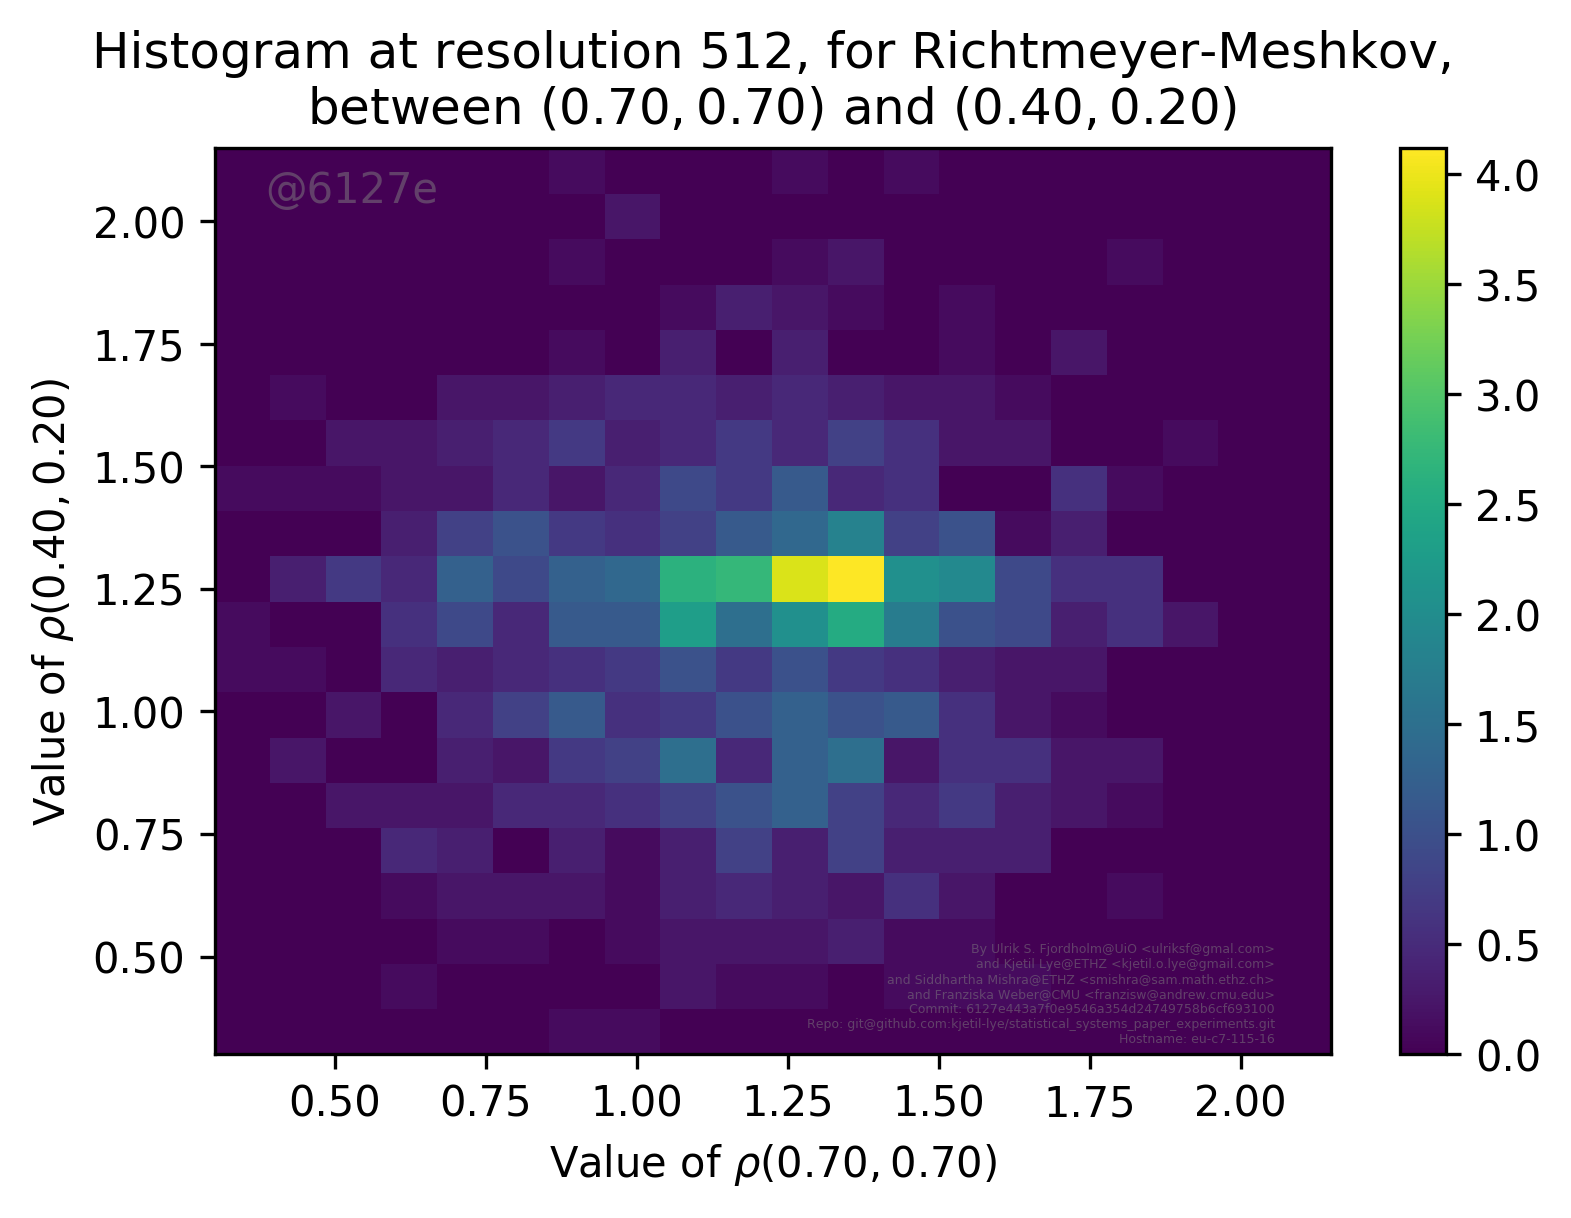 Histogram at resolution 512, for Richtmeyer-Meshkov,
between (0.70, 0.70) and (0.40, 0.20)
@6127e
2.00
1.75
1.50
1.25
1.00
0.75
0.50
Value of ρ(0.40, 0.20)
4.0
3.5
3.0
2.5
2.0
1.5
1.0
0.5
0.0
By Ulrik S. Fjordholm@UiO <ulriksf@gmal.com>
and Kjetil Lye@ETHZ <kjetil.o.lye@gmail.com>
and Siddhartha Mishra@ETHZ <smishra@sam.math.ethz.ch>
and Franziska Weber@CMU <franzisw@andrew.cmu.edu>
Commit: 6127e443a7f0e9546a354d24749758b6cf693100
Repo: git@github.com:kjetil-lye/statistical_systems_paper_experiments.git
Hostname: eu-c7-115-16
0.50 0.75 1.00 1.25 1.50 1.75 2.00
Value of ρ(0.70, 0.70)